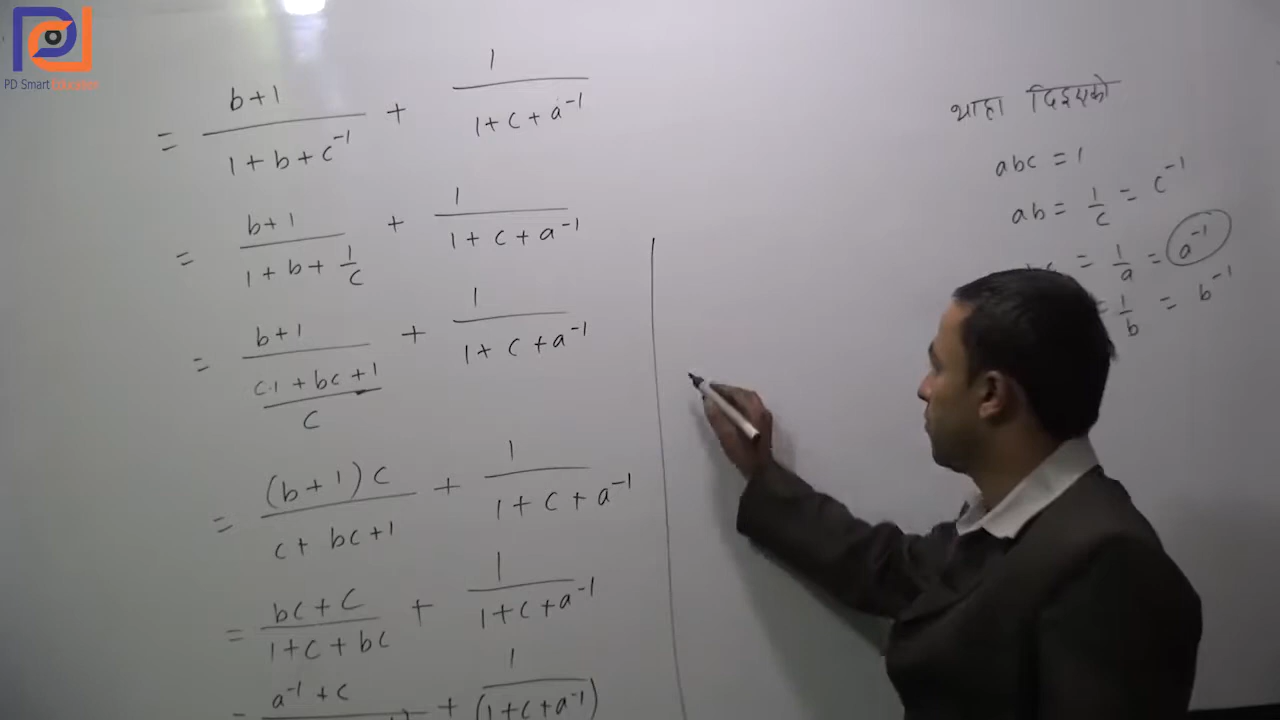 PD Smart Education
= (b+1)/(1+b+c⁻¹) + 1/(1+c+a⁻¹)
= (b+1)/(1+b+1/c) + 1/(1+c+a⁻¹)
= (b+1)/((c·1+bc+1)/c) + 1/(1+c+a⁻¹)
= (b+1)c/(c+bc+1) + 1/(1+c+a⁻¹)
= (bc+c)/(1+c+bc) + 1/(1+c+a⁻¹)
= a⁻¹+c + 1/(1+c+a⁻¹)
थाहा दिइएको
abc = 1
ab = 1/c = c⁻¹
= 1/a = a⁻¹
= 1/b = b⁻¹